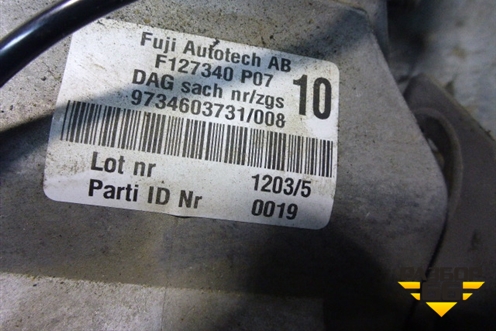 Fuji Autotech AB
F127340 P07
DAG sach nr/zgs 10
9734603731/008
Lot nr 1203/5
Parti ID Nr 0019